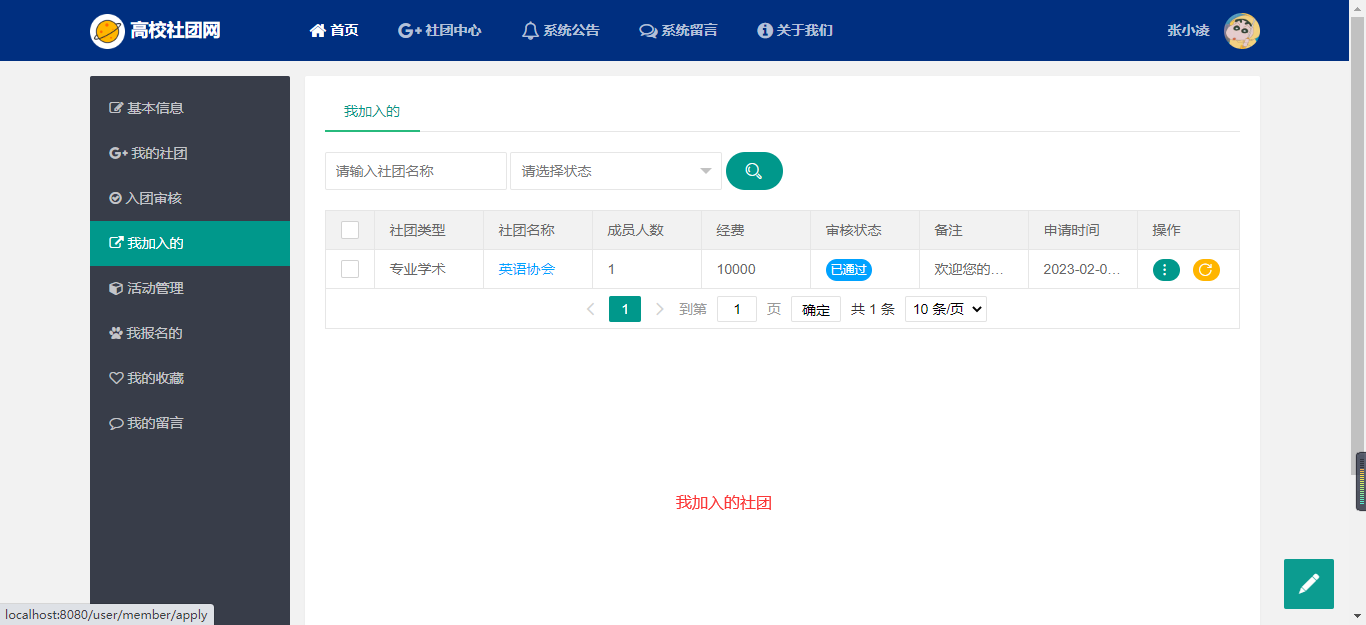 高校社团网 首页 G+ 社团中心 系统公告 系统留言 关于我们 张小凌
基本信息
G+ 我的社团
入团审核
我加入的
活动管理
我报名的
我的收藏
我的留言
我加入的
请输入社团名称 请选择状态
社团类型 社团名称 成员人数 经费 审核状态 备注 申请时间 操作
专业学术 英语协会 1 10000 已通过 欢迎您的... 2023-02-0...
1 到第 1 页 确定 共 1 条 10 条/页
我加入的社团
localhost:8080/user/member/apply